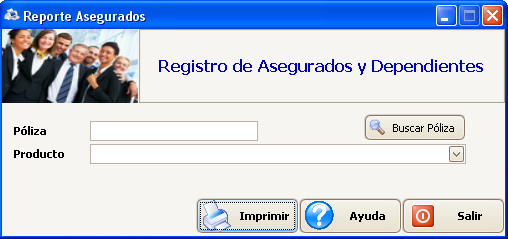 Reporte Asegurados
Registro de Asegurados y Dependientes
Póliza
Buscar Póliza
Producto
Imprimir
Ayuda
Salir